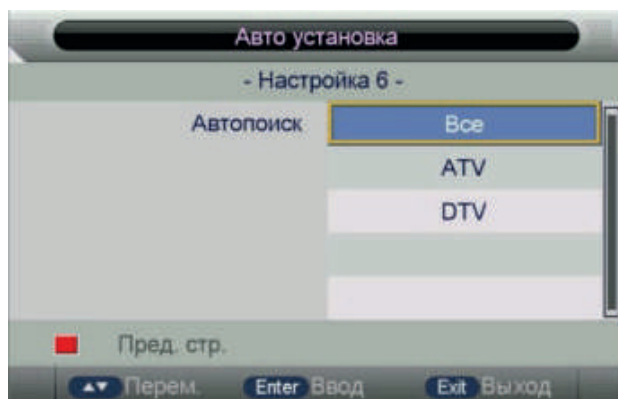 Авто установка
- Настройка 6 -
Автопоиск Все
ATV
DTV
Пред. стр.
▲▼ Перем. Enter Ввод Exit Выход